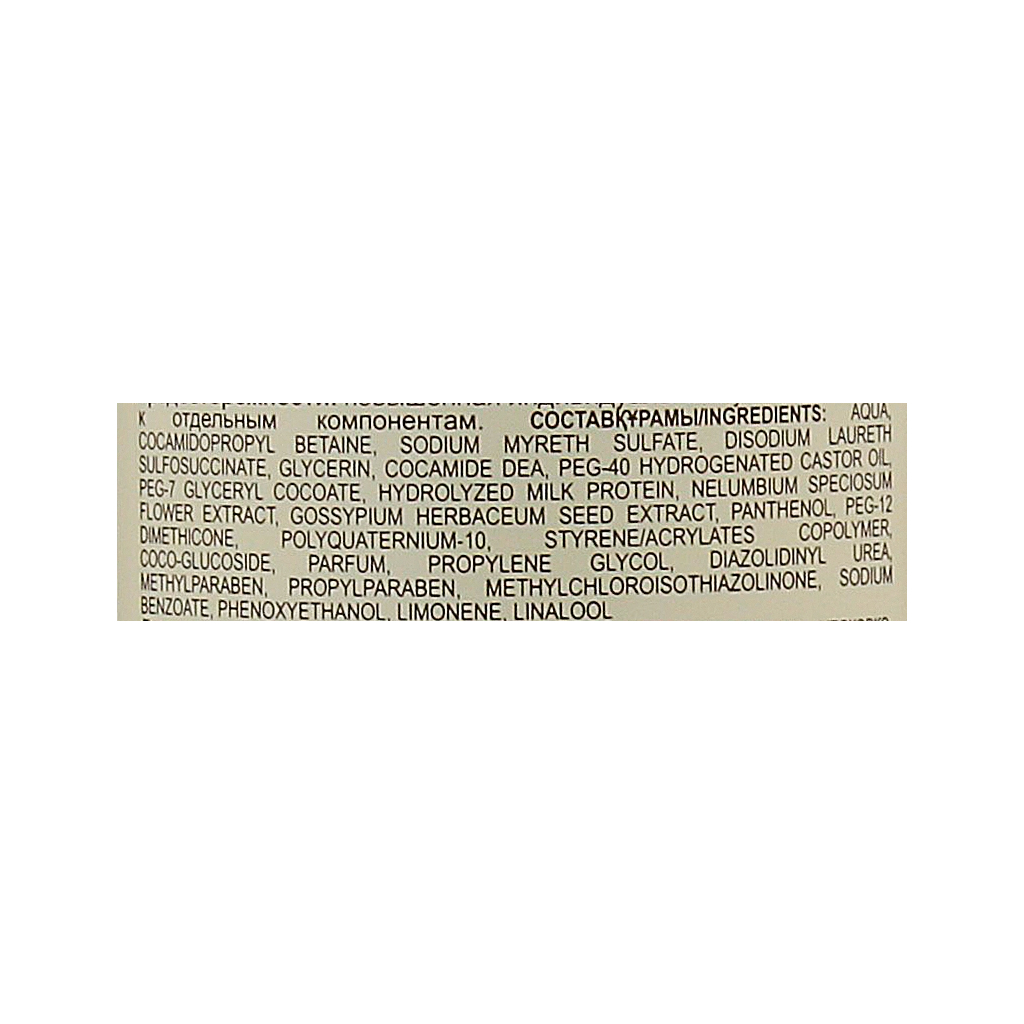 к отдельным компонентам. СОСТАВ/ҚҰРАМЫ/INGREDIENTS: AQUA,
COCAMIDOPROPYL BETAINE, SODIUM MYRETH SULFATE, DISODIUM LAURETH
SULFOSUCCINATE, GLYCERIN, COCAMIDE DEA, PEG-40 HYDROGENATED CASTOR OIL,
PEG-7 GLYCERYL COCOATE, HYDROLYZED MILK PROTEIN, NELUMBIUM SPECIOSUM
FLOWER EXTRACT, GOSSYPIUM HERBACEUM SEED EXTRACT, PANTHENOL, PEG-12
DIMETHICONE, POLYQUATERNIUM-10, STYRENE/ACRYLATES COPOLYMER,
COCO-GLUCOSIDE, PARFUM, PROPYLENE GLYCOL, DIAZOLIDINYL UREA,
METHYLPARABEN, PROPYLPARABEN, METHYLCHLOROISOTHIAZOLINONE, SODIUM
BENZOATE, PHENOXYETHANOL, LIMONENE, LINALOOL